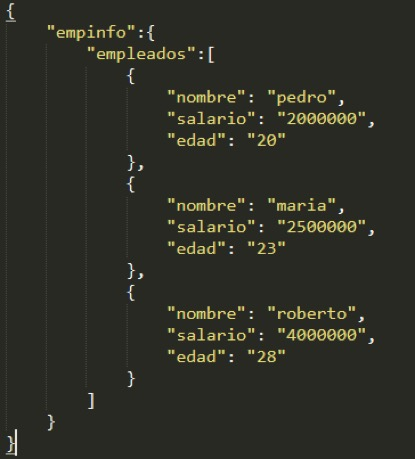 {
    "empinfo":{
        "empleados":[
            {
                "nombre": "pedro",
                "salario": "2000000",
                "edad": "20"
            },
            {
                "nombre": "maria",
                "salario": "2500000",
                "edad": "23"
            },
            {
                "nombre": "roberto",
                "salario": "4000000",
                "edad": "28"
            }
        ]
    }
}